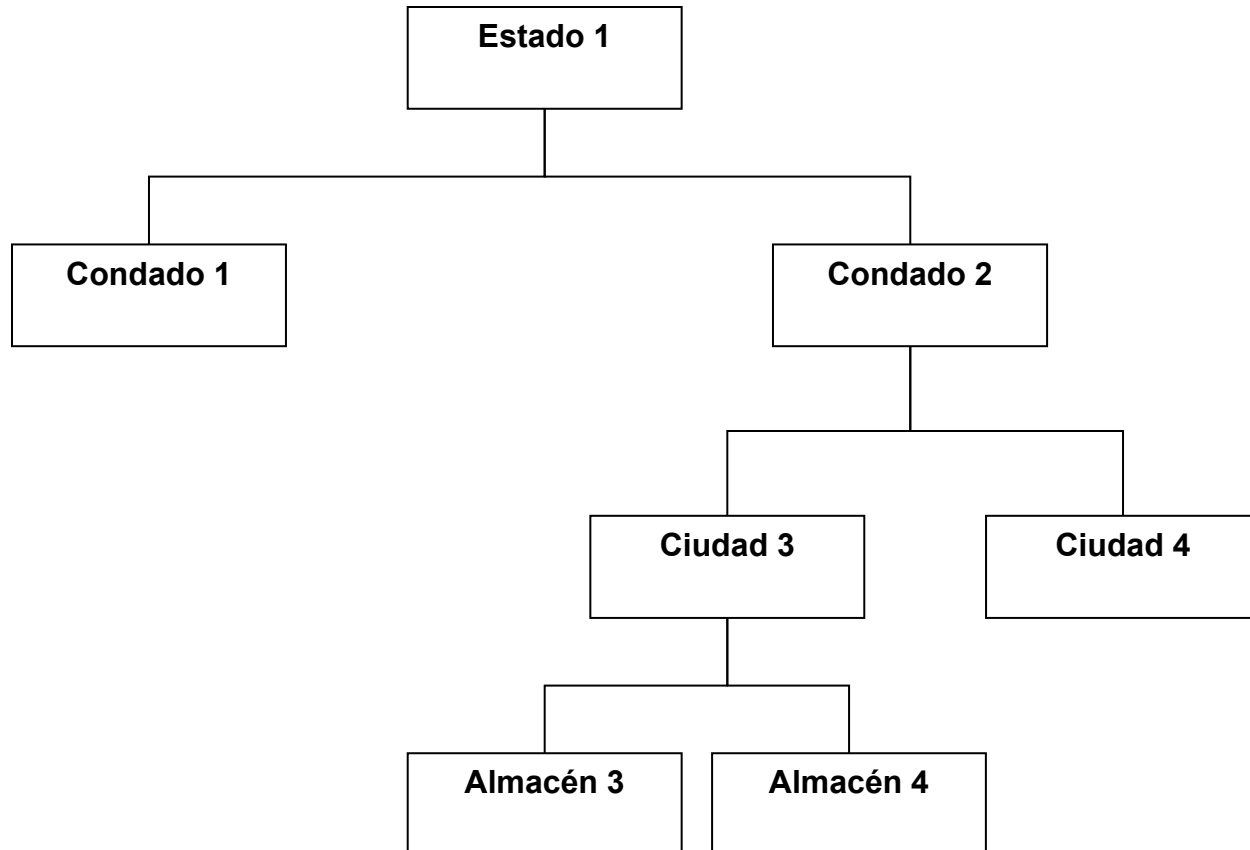 Estado 1
Condado 1
Condado 2
Ciudad 3
Ciudad 4
Almacén 3
Almacén 4